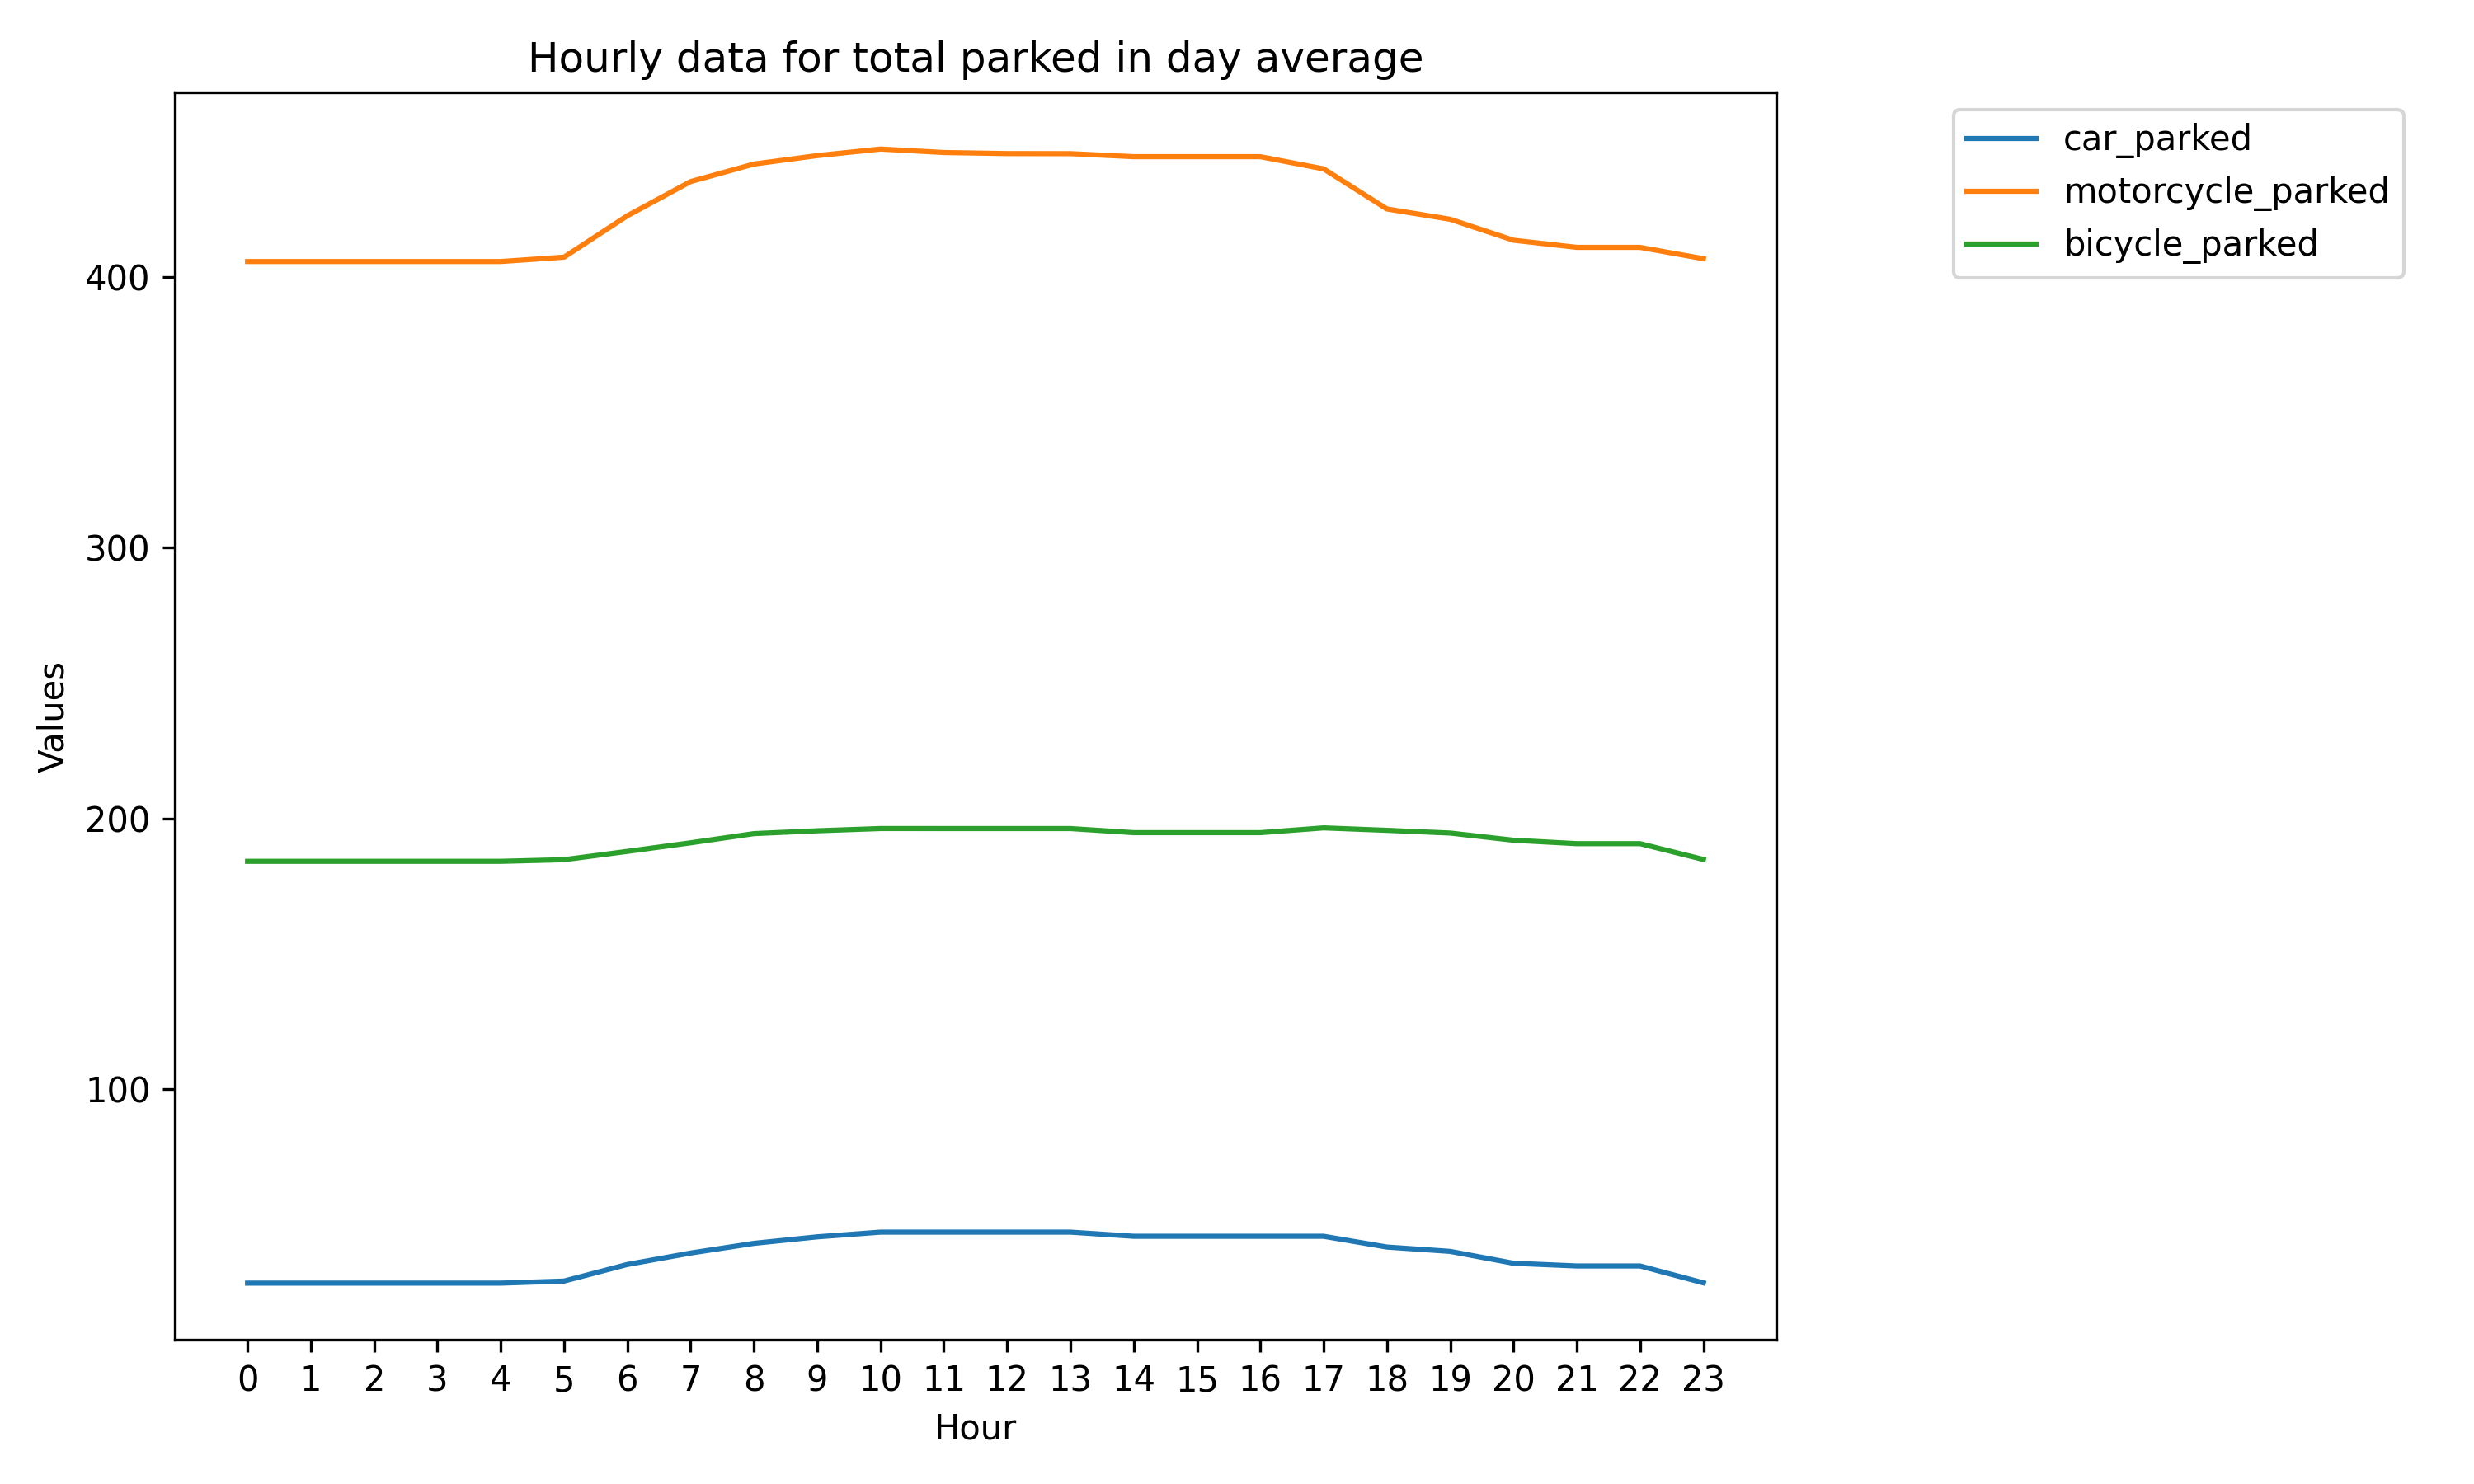 Hourly data for total parked in day average
car_parked
motorcycle_parked
bicycle_parked
400
300
200
100
Values
0 1 2 3 4 5 6 7 8 9 10 11 12 13 14 15 16 17 18 19 20 21 22 23
Hour